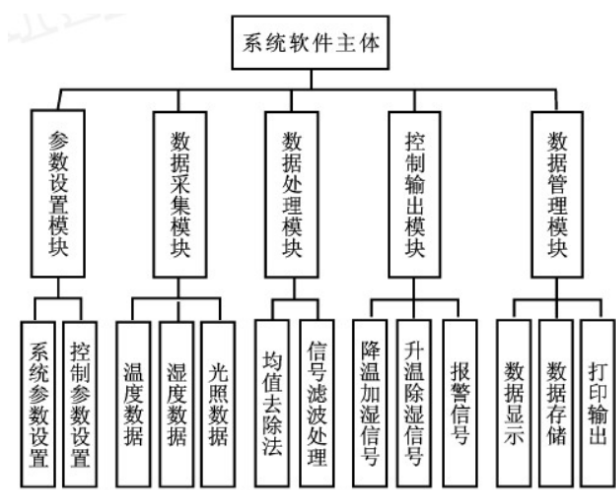 系统软件主体
参数设置模块
数据采集模块
数据处理模块
控制输出模块
数据管理模块
系统参数设置
控制参数设置
温度数据
湿度数据
光照数据
均值去除法
信号滤波处理
降温加湿信号
升温除湿信号
报警信号
数据显示
数据存储
打印输出